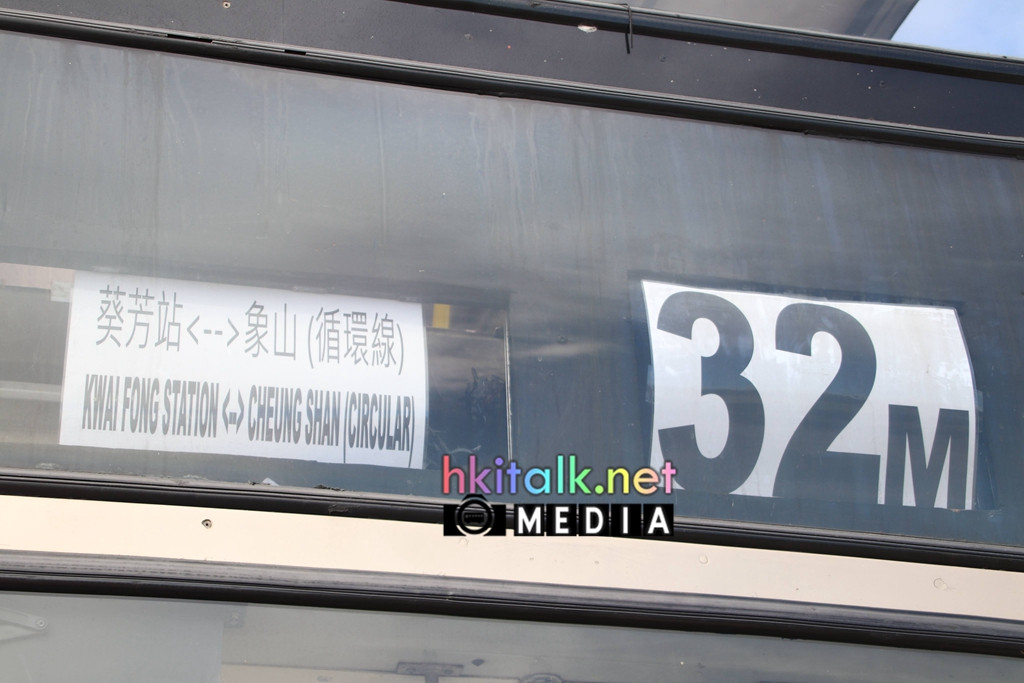 葵芳站<-->象山 (循環線)
KWAI FONG STATION <--> CHEUNG SHAN (CIRCULAR)
32M
hkitalk.net
MEDIA